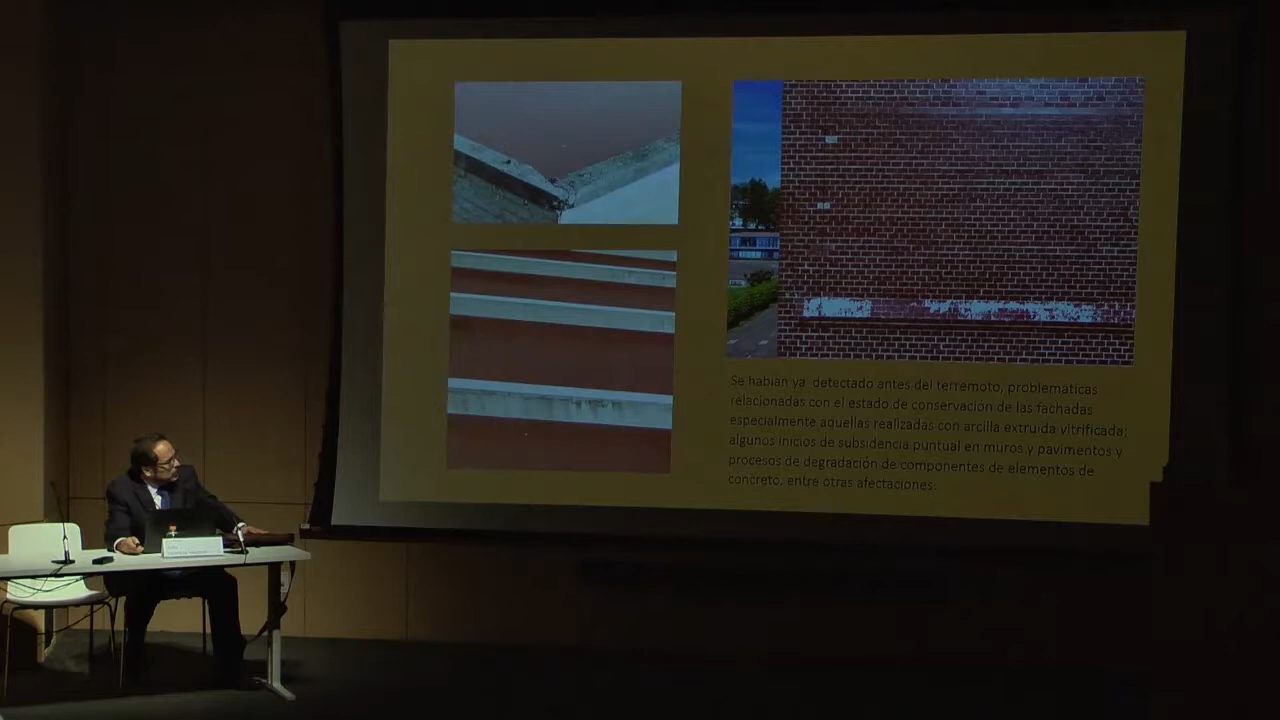 Se habían ya detectado antes del terremoto, problemáticas
relacionadas con el estado de conservación de las fachadas
especialmente aquellas realizadas con arcilla extruida vitrificada;
algunos inicios de subsidencia puntual en muros y pavimentos y
procesos de degradación de componentes de elementos de
concreto, entre otras afectaciones.